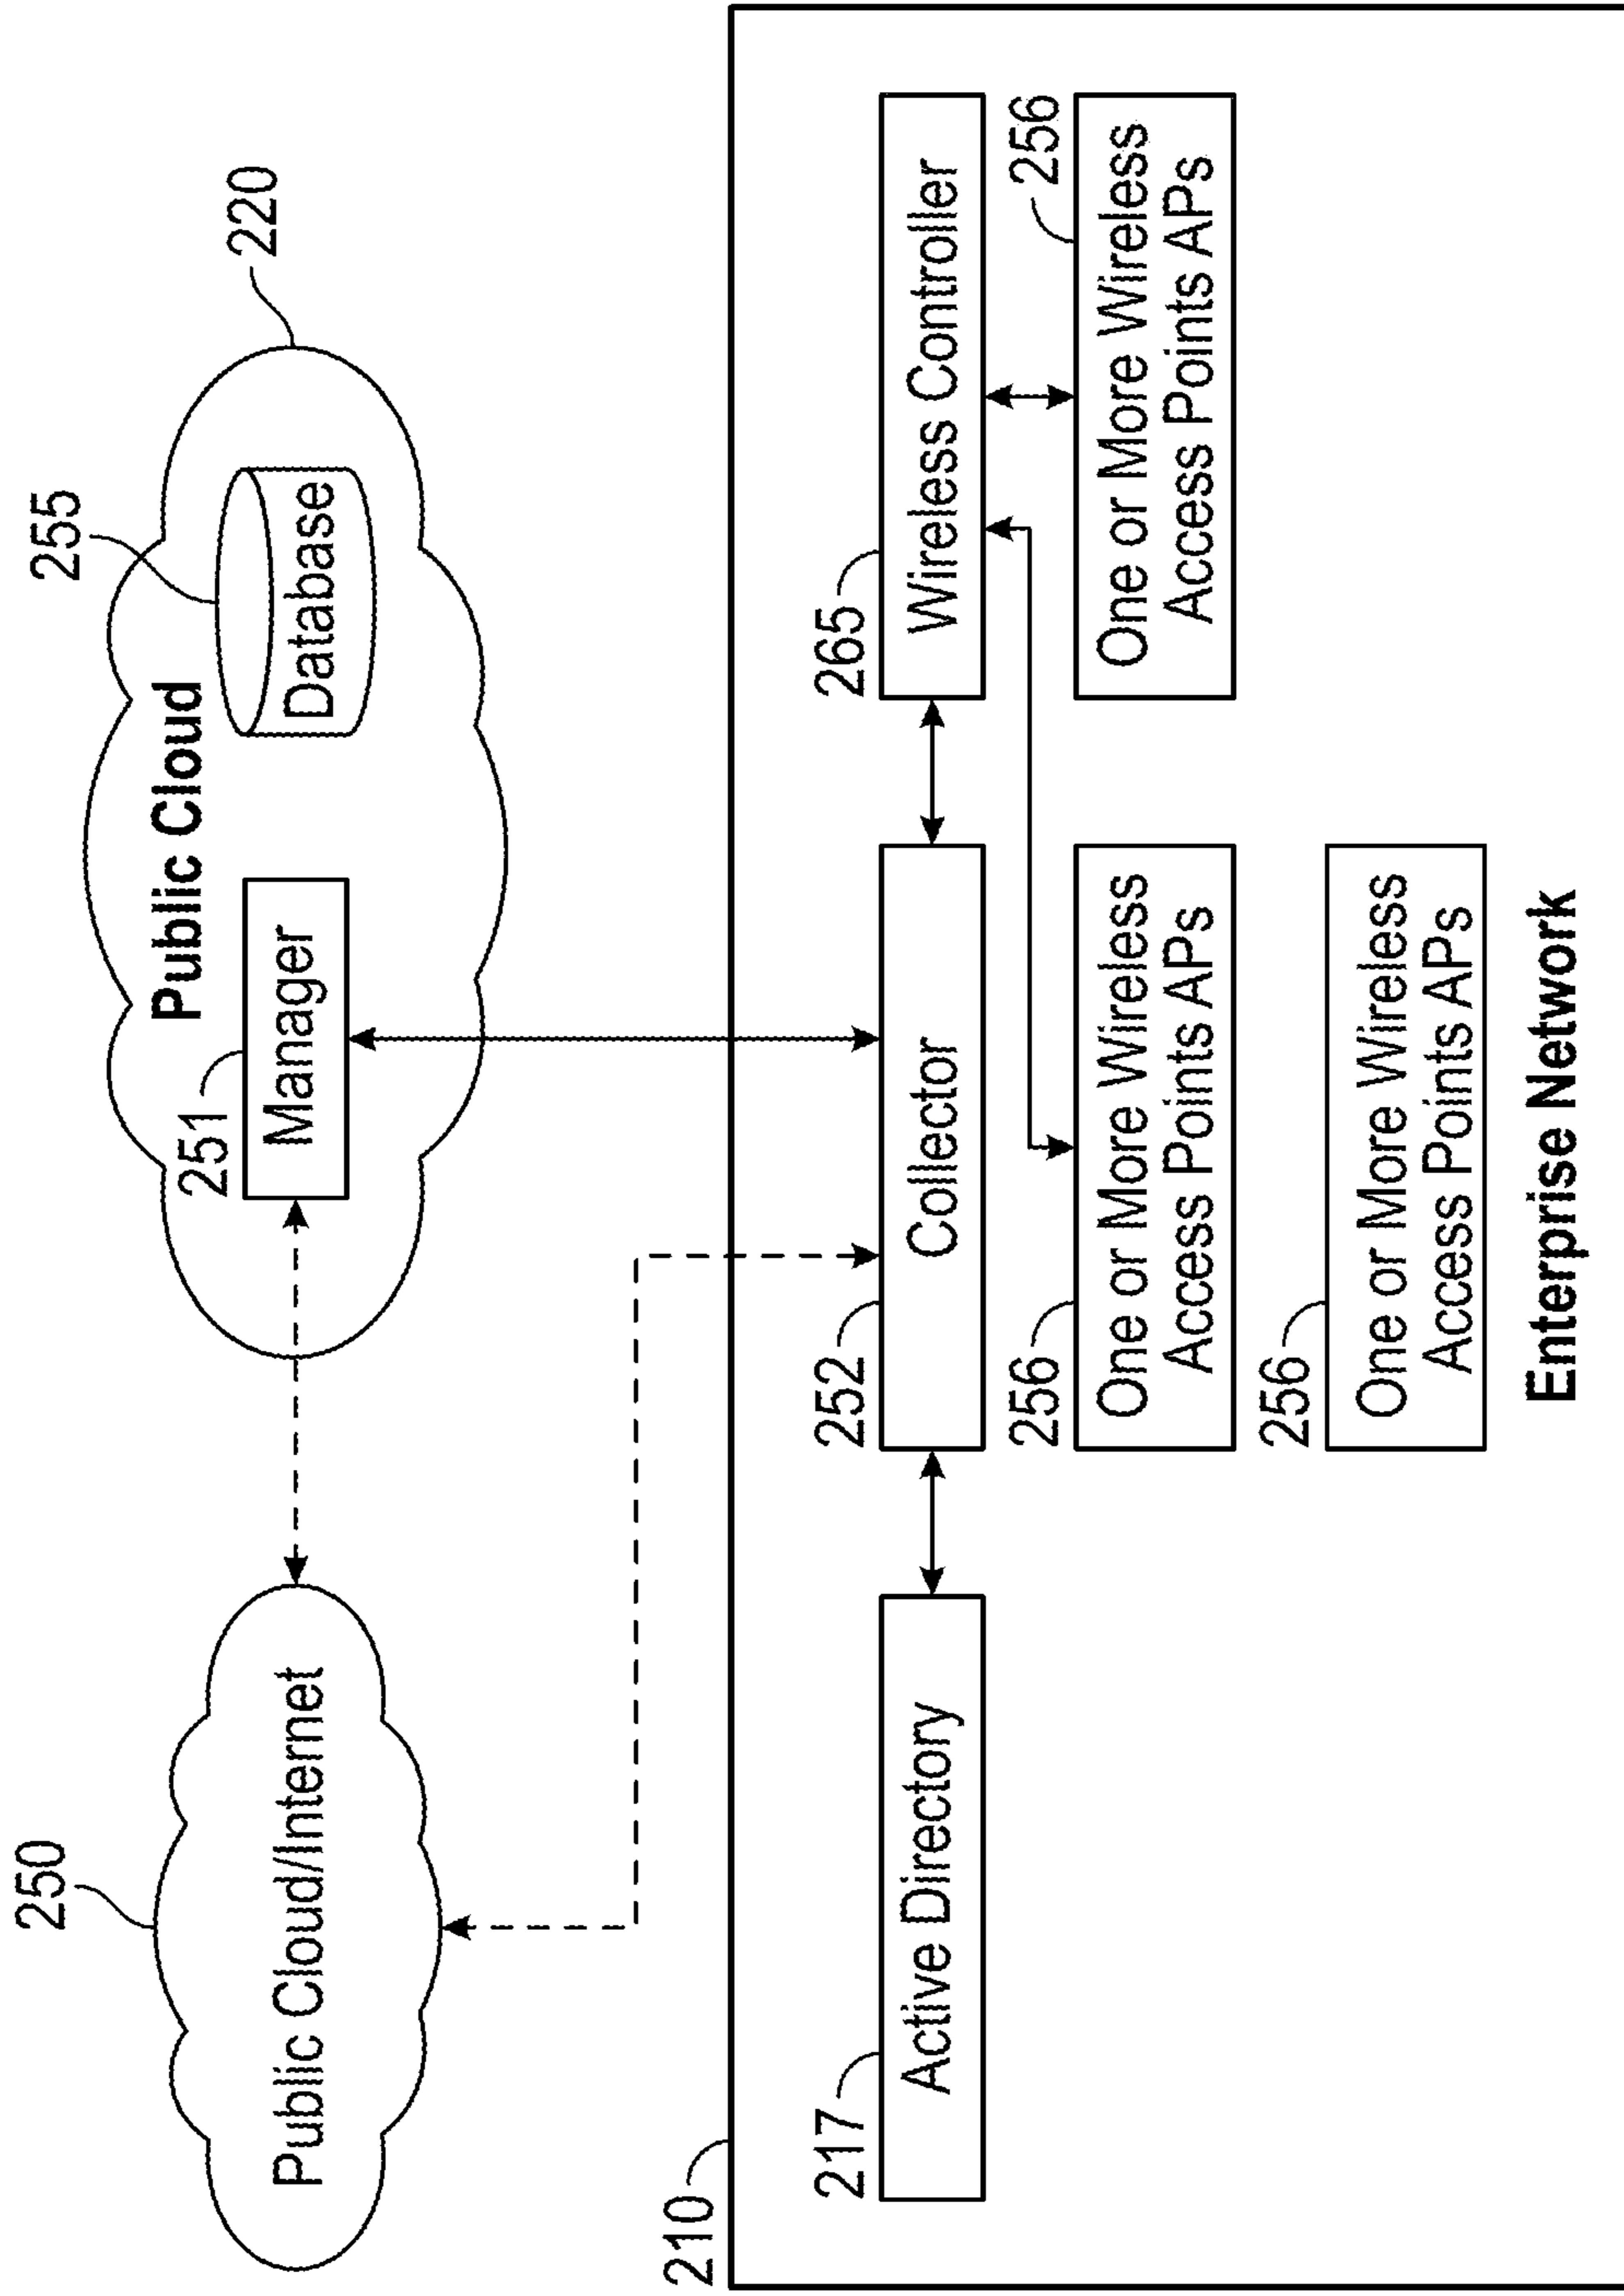 250
Public Cloud/Internet
255
220
Public Cloud
251
Manager
Database
210
217
Active Directory
252
Collector
265
Wireless Controller
256
One or More Wireless
Access Points APs
256
One or More Wireless
Access Points APs
256
One or More Wireless
Access Points APs
Enterprise Network